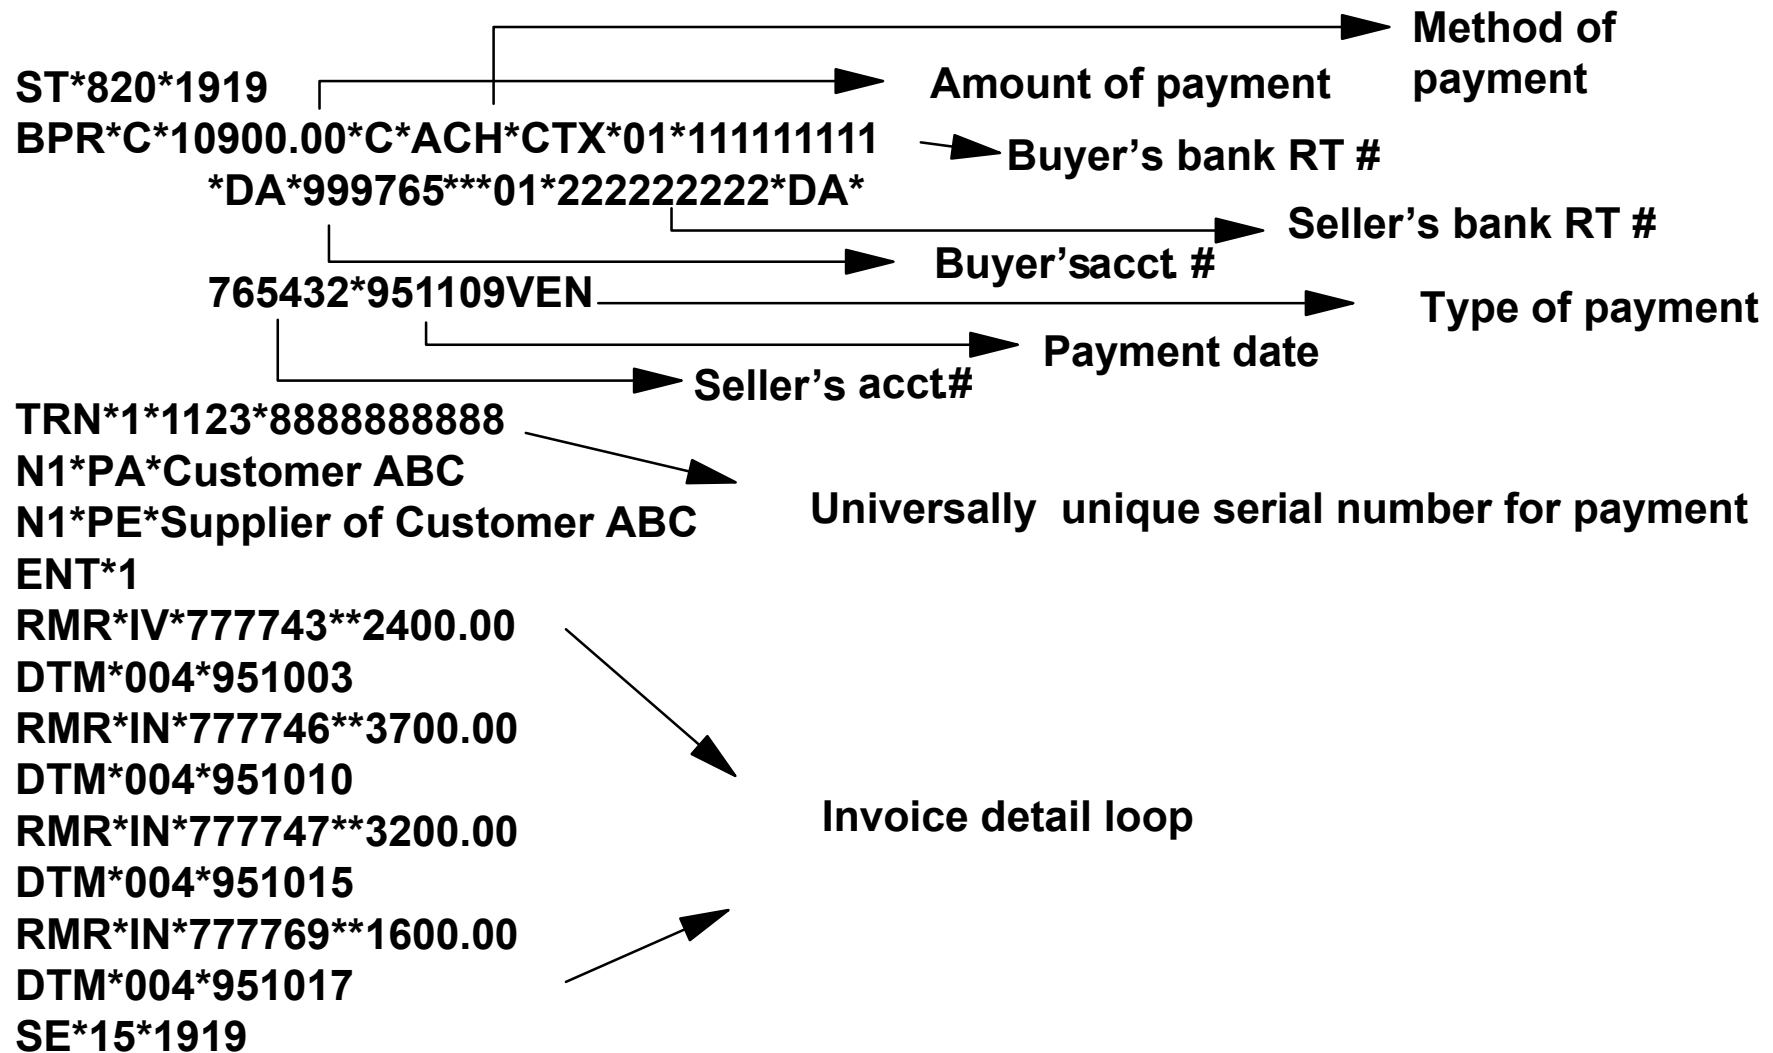 Method of
payment
ST*820*1919
Amount of payment
BPR*C*10900.00*C*ACH*CTX*01*111111111
Buyer's bank RT #
*DA*999765***01*222222222*DA*
Seller's bank RT #
Buyer'sacct. #
765432*951109VEN
Type of payment
Payment date
Seller's acct.#
TRN*1*1123*8888888888
N1*PA*Customer ABC
N1*PE*Supplier of Customer ABC
Universally unique serial number for payment
ENT*1
RMR*IV*777743**2400.00
DTM*004*951003
RMR*IN*777746**3700.00
DTM*004*951010
RMR*IN*777747**3200.00
Invoice detail loop
DTM*004*951015
RMR*IN*777769**1600.00
DTM*004*951017
SE*15*1919